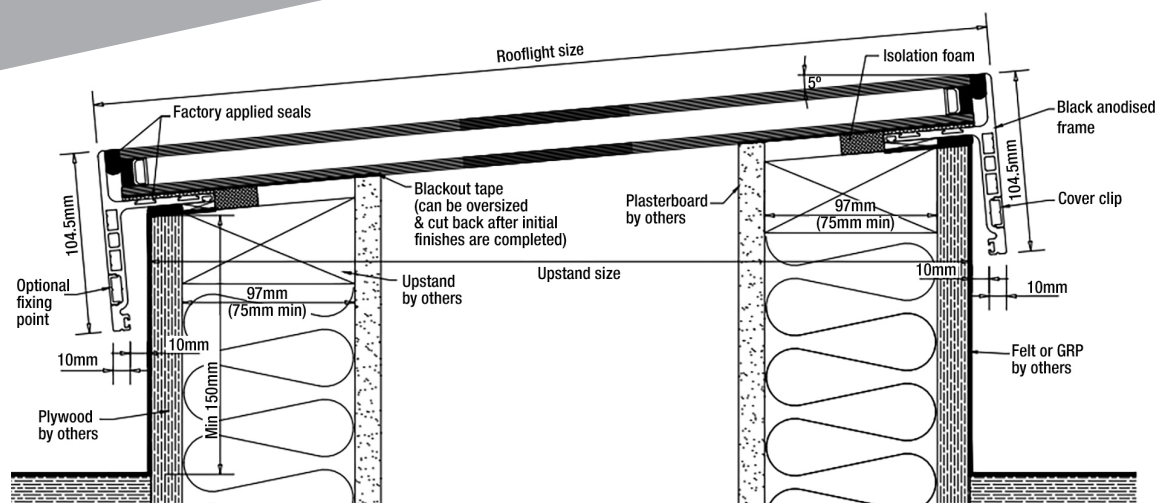 Rooflight size
Isolation foam
5º
Factory applied seals
Black anodised
frame
104.5mm
104.5mm
Blackout tape
(can be oversized
& cut back after initial
finishes are completed)
Plasterboard
by others
97mm
(75mm min)
Cover clip
Upstand size
10mm
10mm
Optional
fixing
point
Upstand
by others
97mm
(75mm min)
10mm
10mm
Min 150mm
Felt or GRP
by others
Plywood
by others